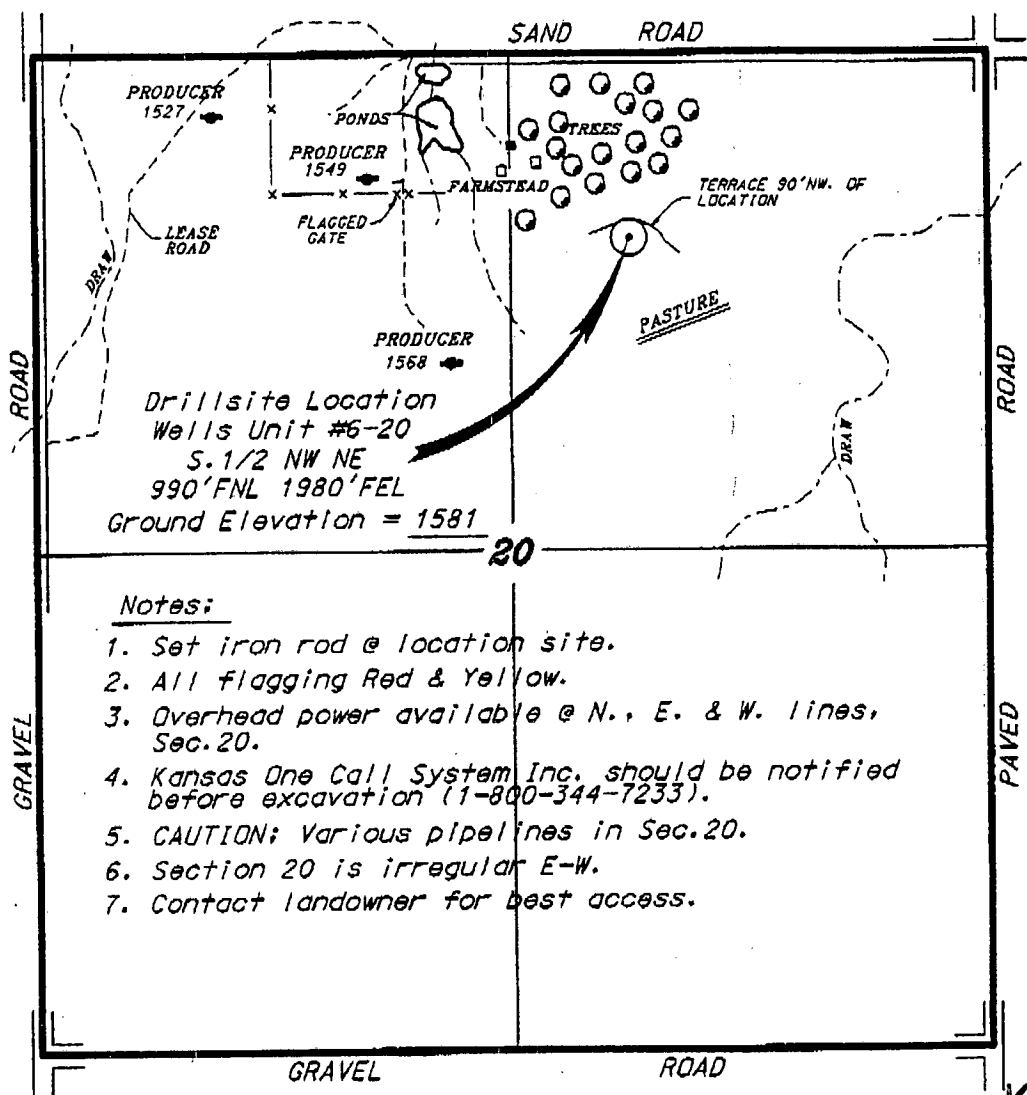 SAND ROAD
PRODUCER
1527
PONDS
TREES
PRODUCER
1549
FARMSTEAD
TERRACE 90'NW. OF
LOCATION
FLAGGED
GATE
LEASE
ROAD
DRAW
PASTURE
PRODUCER
1568
ROAD
ROAD
Drillsite Location
Wells Unit #6-20
S.1/2 NW NE
990'FNL 1980'FEL
Ground Elevation = 1581
DRAW
20
Notes:
1. Set iron rod @ location site.
2. All flagging Red & Yellow.
3. Overhead power available @ N., E. & W. lines,
Sec.20.
4. Kansas One Call System Inc. should be notified
before excavation (1-800-344-7233).
5. CAUTION: Various pipelines in Sec.20.
6. Section 20 is irregular E-W.
7. Contact landowner for best access.
GRAVEL
PAVED
GRAVEL ROAD